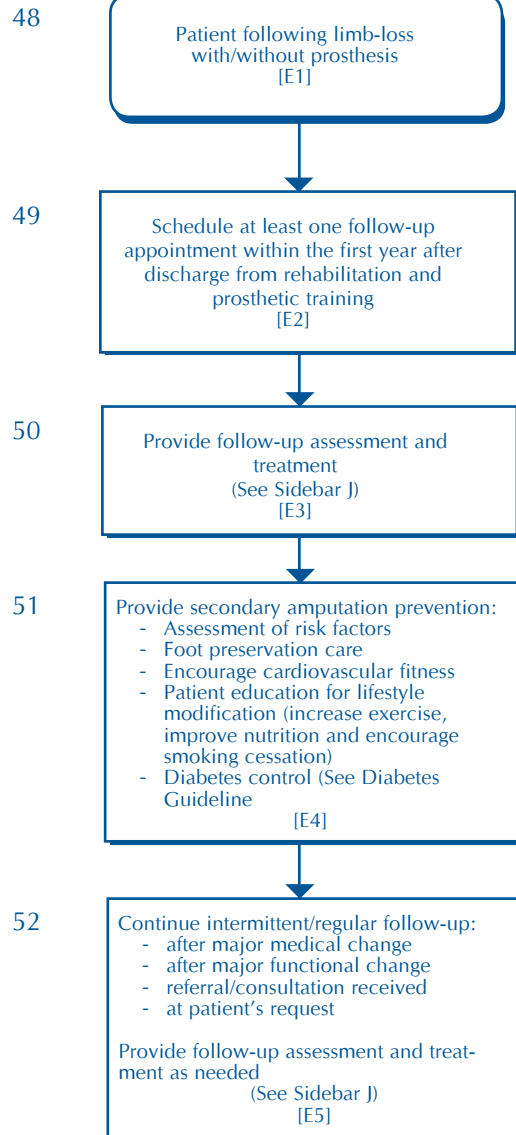 48
Patient following limb-loss
with/without prosthesis
[E1]
49
Schedule at least one follow-up
appointment within the first year after
discharge from rehabilitation and
prosthetic training
[E2]
50
Provide follow-up assessment and
treatment
(See Sidebar J)
[E3]
51
Provide secondary amputation prevention:
- Assessment of risk factors
- Foot preservation care
- Encourage cardiovascular fitness
- Patient education for lifestyle
modification (increase exercise,
improve nutrition and encourage
smoking cessation)
- Diabetes control (See Diabetes
Guideline
[E4]
52
Continue intermittent/regular follow-up:
- after major medical change
- after major functional change
- referral/consultation received
- at patient's request
Provide follow-up assessment and treat-
ment as needed
(See Sidebar J)
[E5]